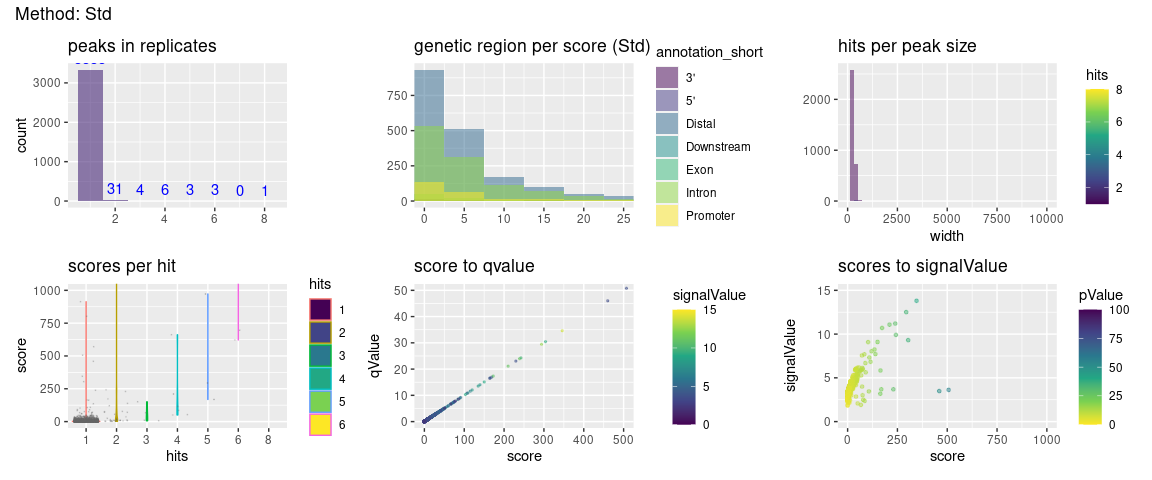 Method: Std
peaks in replicates
count
3000
2000
1000
0
31 4 6 3 3 0 1
2 4 6 8
genetic region per score (Std)
750
500
250
0
0 5 10 15 20 25
annotation_short
3'
5'
Distal
Downstream
Exon
Intron
Promoter
hits per peak size
2000
1000
0
0 2500 5000 7500 10000
width
hits
8
6
4
2
scores per hit
score
1000
750
500
250
0
1 2 3 4 5 6 8
hits
hits
1
2
3
4
5
6
score to qvalue
qValue
50
40
30
20
10
0
0 100 200 300 400 500
score
signalValue
15
10
5
0
scores to signalValue
signalValue
15
10
5
0
0 250 500 750 1000
score
pValue
100
75
50
25
0